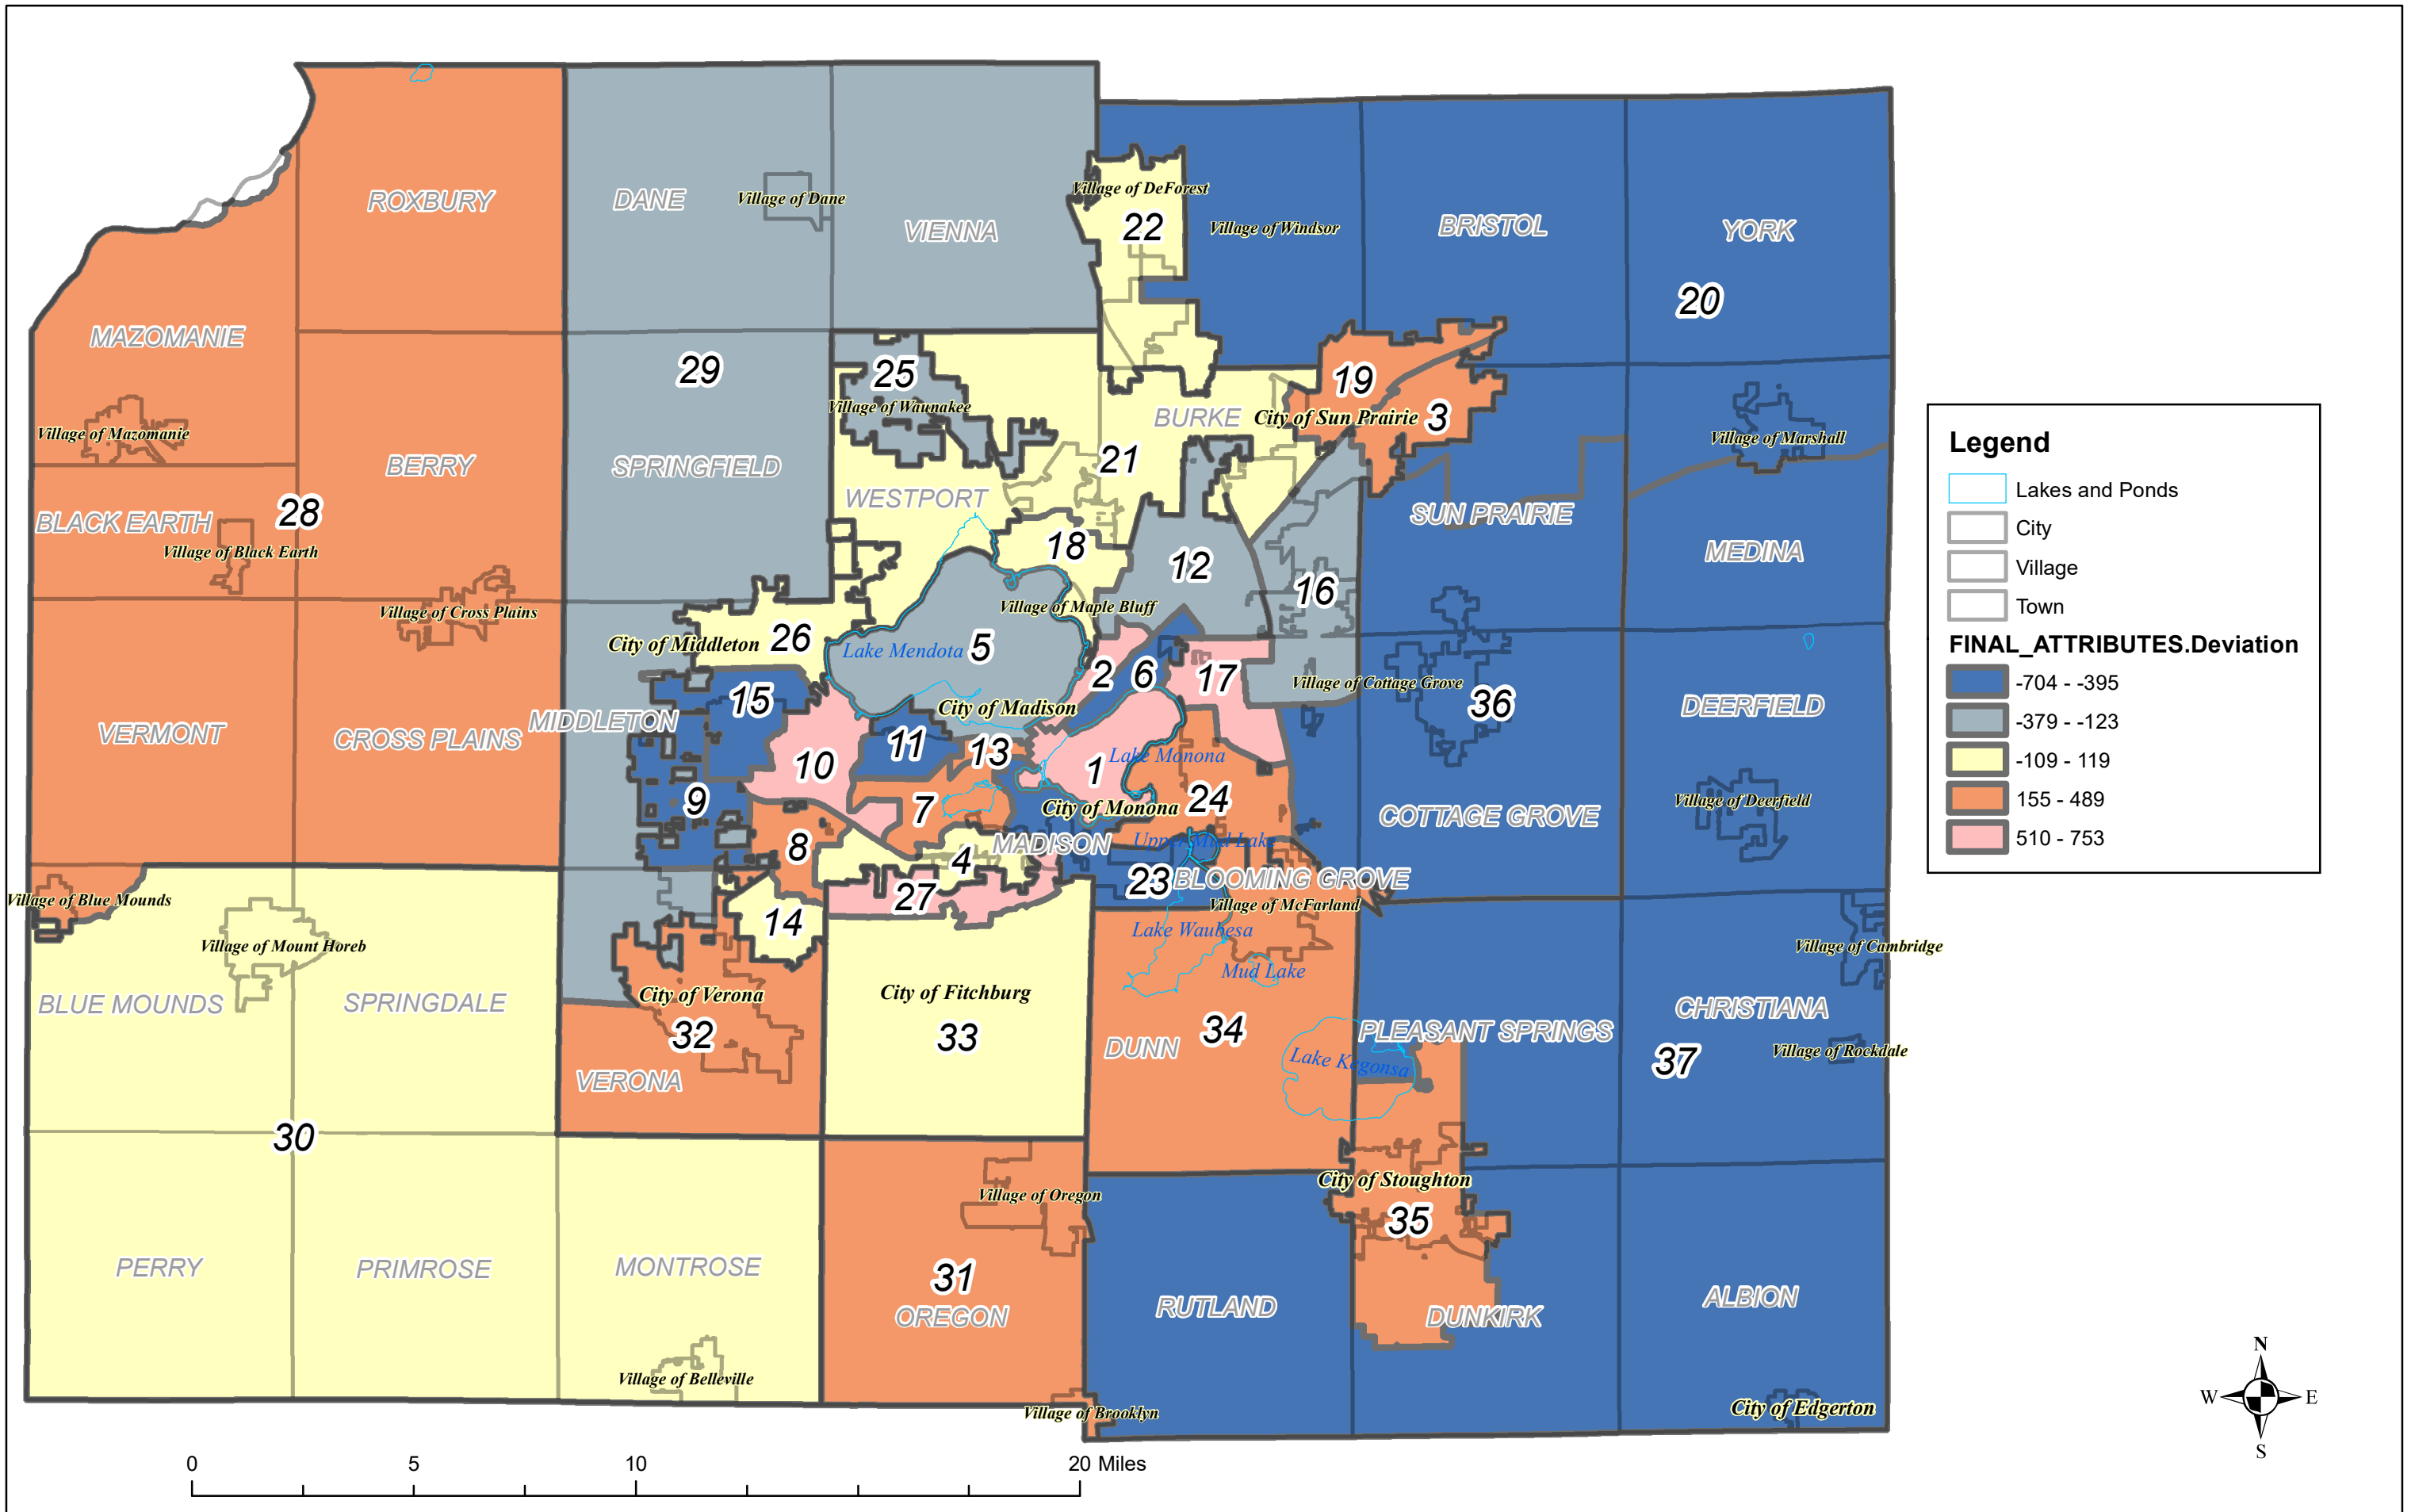 ROXBURY
DANE
Village of Dane
VIENNA
Village of DeForest
22
Village of Windsor
BRISTOL
YORK
20
MAZOMANIE
29
25
19
Village of Waunakee
BURKE
City of Sun Prairie
3
Village of Mazomanie
Village of Marshall
BERRY
SPRINGFIELD
21
WESTPORT
28
BLACK EARTH
SUN PRAIRIE
Village of Black Earth
18
12
MEDINA
16
Village of Cross Plains
Village of Maple Bluff
City of Middleton
26
Lake Mendota
5
2
6
17
Village of Cottage Grove
15
36
City of Madison
DEERFIELD
VERMONT
CROSS PLAINS
MIDDLETON
11
13
Lake Monona
10
1
9
7
City of Monona
24
Village of Deerfield
COTTAGE GROVE
8
MADISON
Upper Mud Lake
4
23
BLOOMING GROVE
Village of Blue Mounds
27
Village of McFarland
14
Lake Waubesa
Village of Mount Horeb
Village of Cambridge
Mud Lake
BLUE MOUNDS
SPRINGDALE
City of Verona
City of Fitchburg
CHRISTIANA
32
33
DUNN
34
PLEASANT SPRINGS
Village of Rockdale
Lake Kegonsa
37
VERONA
30
City of Stoughton
Village of Oregon
35
PERRY
PRIMROSE
MONTROSE
31
OREGON
RUTLAND
DUNKIRK
ALBION
Village of Belleville
Village of Brooklyn
City of Edgerton
0 5 10 20 Miles
Legend
Lakes and Ponds
City
Village
Town
FINAL_ATTRIBUTES.Deviation
-704 - -395
-379 - -123
-109 - 119
155 - 489
510 - 753
N
W E
S